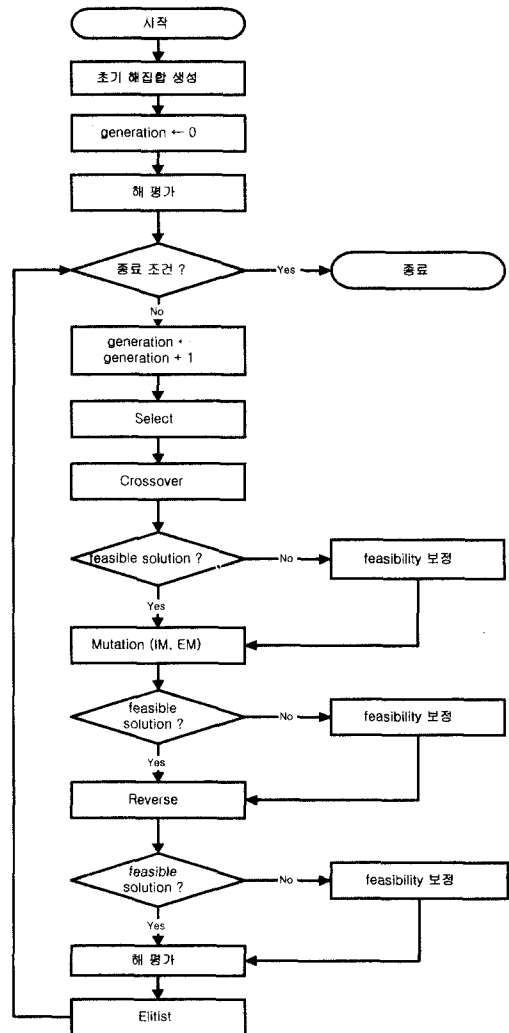 시작
초기 해집합 생성
generation ← 0
해 평가
종료 조건 ?
Yes
종료
No
generation ←
generation + 1
Select
Crossover
feasible solution ?
No
feasibility 보정
Yes
Mutation (IM, EM)
feasible
solution ?
No
feasibility 보정
Yes
Reverse
feasible
solution ?
No
feasibility 보정
Yes
해 평가
Elitist